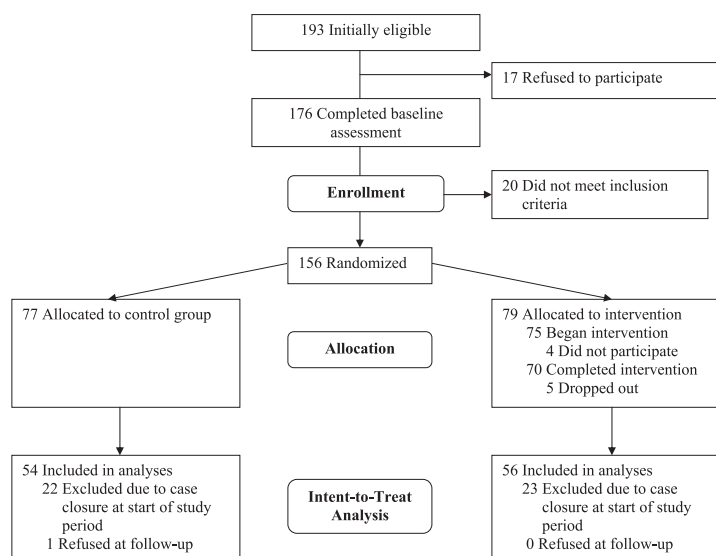 193 Initially eligible
17 Refused to participate
176 Completed baseline
assessment
Enrollment
20 Did not meet inclusion
criteria
156 Randomized
77 Allocated to control group
Allocation
79 Allocated to intervention
75 Began intervention
4 Did not participate
70 Completed intervention
5 Dropped out
54 Included in analyses
22 Excluded due to case
closure at start of study
period
1 Refused at follow-up
Intent-to-Treat
Analysis
56 Included in analyses
23 Excluded due to case
closure at start of study
period
0 Refused at follow-up